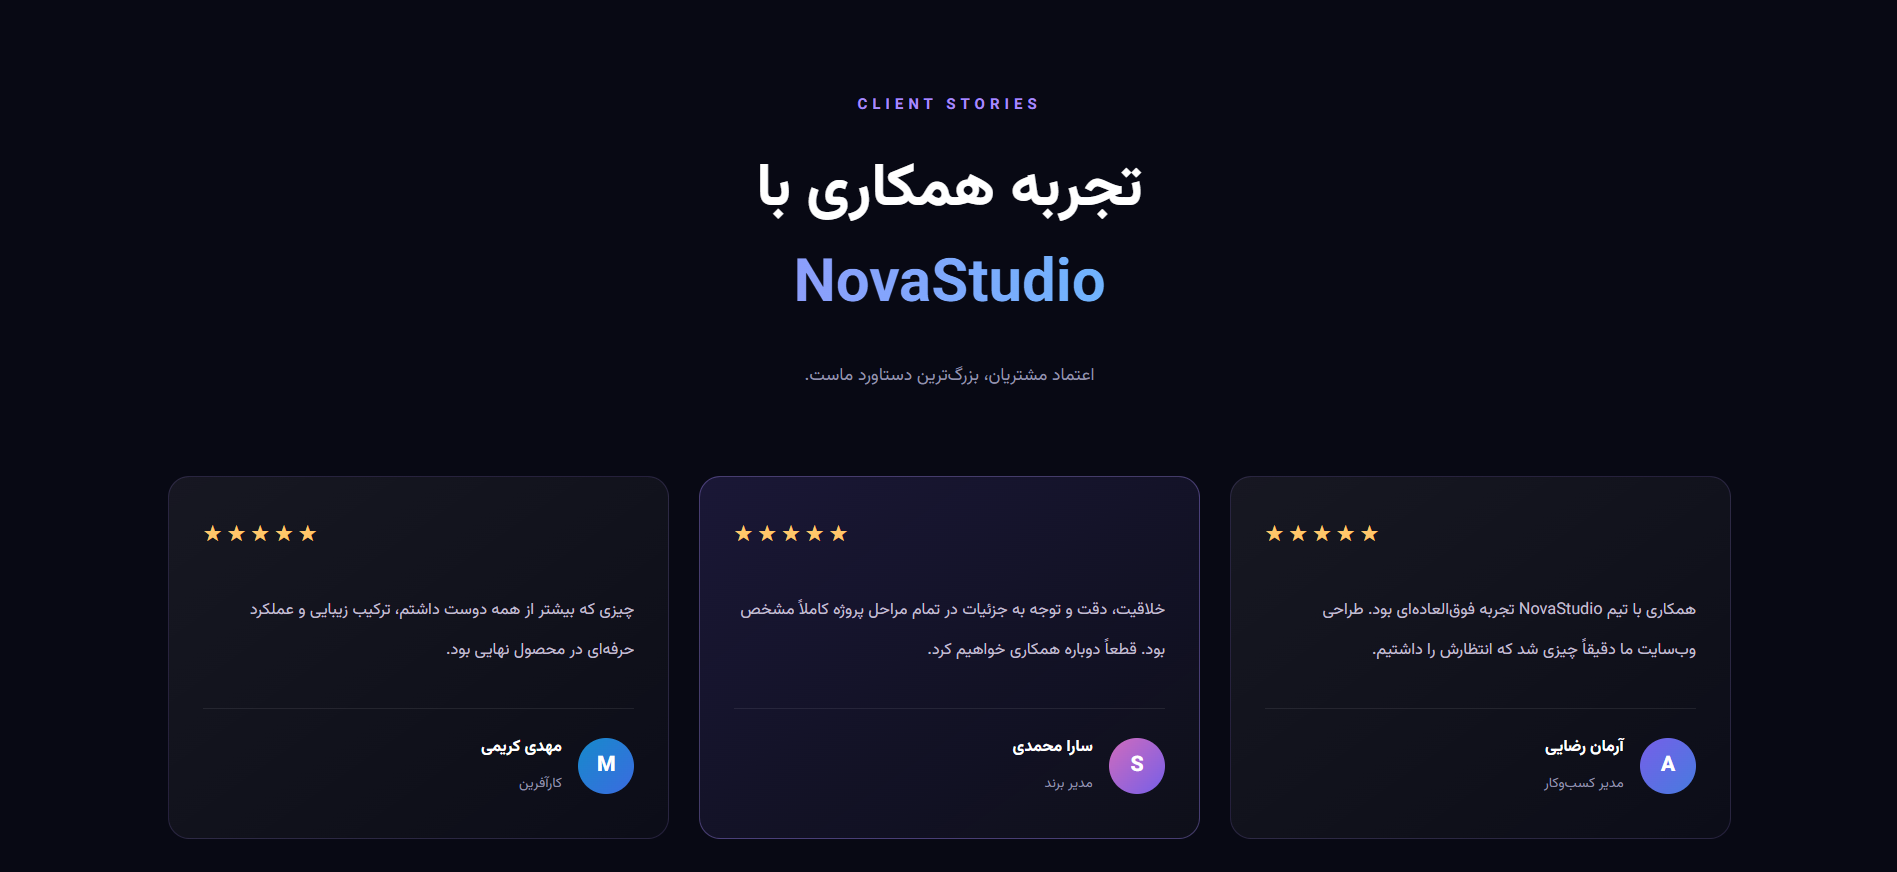 CLIENT STORIES
تجربه همکاری با
NovaStudio
اعتماد مشتریان، بزرگ‌ترین دستاورد ماست.
★★★★★
همکاری با تیم NovaStudio تجربه فوق‌العاده‌ای بود. طراحی
وب‌سایت ما دقیقاً چیزی شد که انتظارش را داشتیم.
A
آرمان رضایی
مدیر کسب‌وکار
★★★★★
خلاقیت، دقت و توجه به جزئیات در تمام مراحل پروژه کاملاً مشخص
بود. قطعاً دوباره همکاری خواهیم کرد.
S
سارا محمدی
مدیر برند
★★★★★
چیزی که بیشتر از همه دوست داشتم، ترکیب زیبایی و عملکرد
حرفه‌ای در محصول نهایی بود.
M
مهدی کریمی
کارآفرین